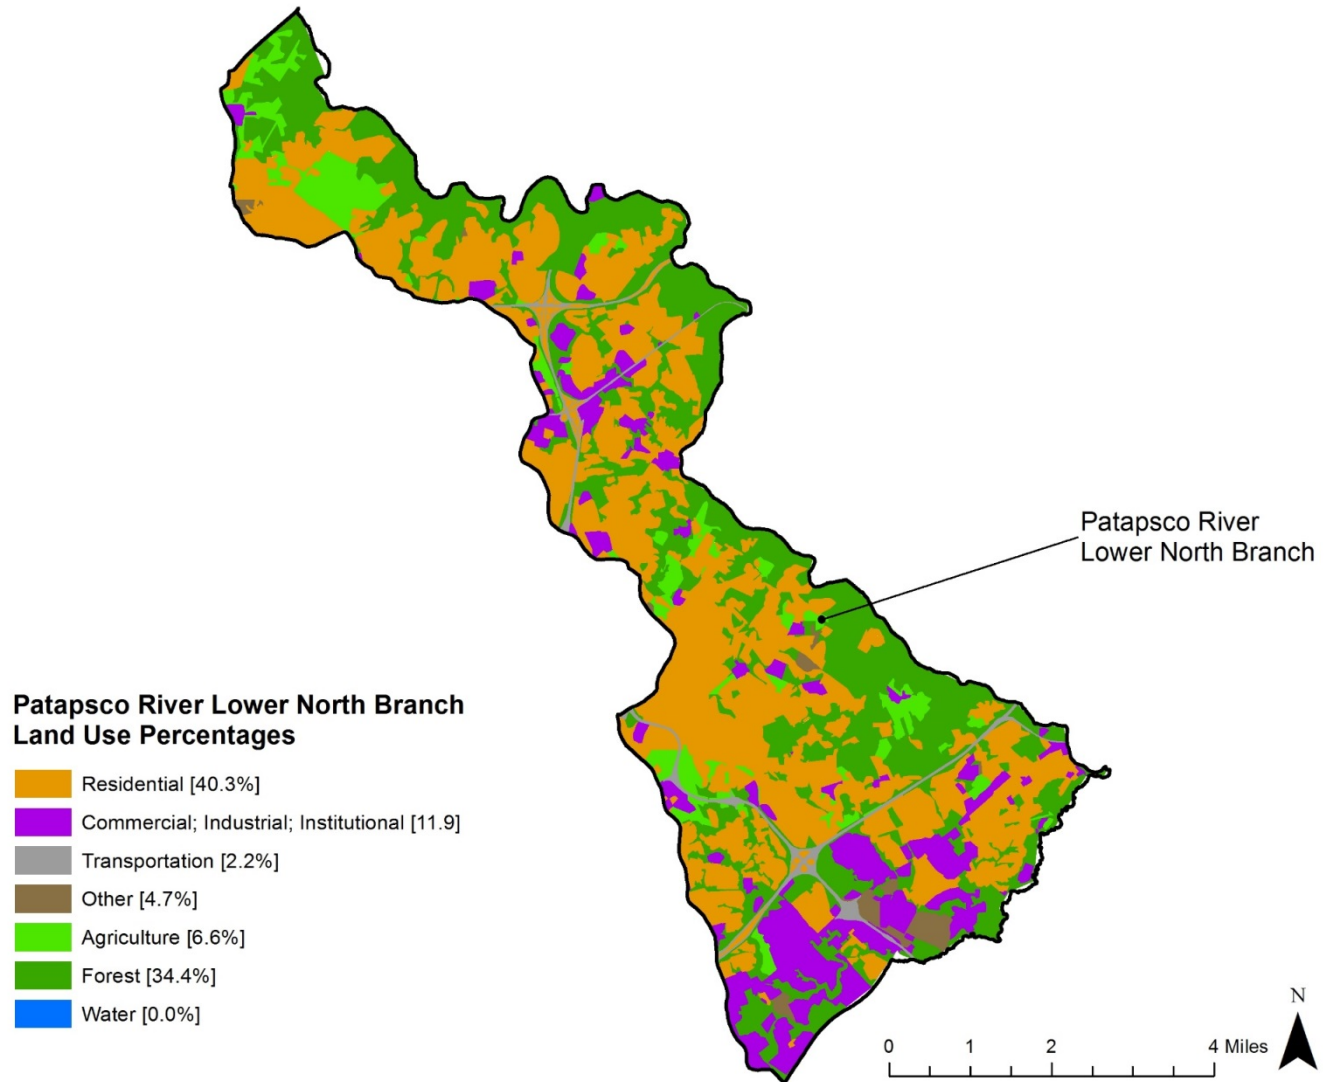 Patapsco River
Lower North Branch
Patapsco River Lower North Branch
Land Use Percentages
Residential [40.3%]
Commercial; Industrial; Institutional [11.9]
Transportation [2.2%]
Other [4.7%]
Agriculture [6.6%]
Forest [34.4%]
Water [0.0%]
N
0 1 2 4 Miles